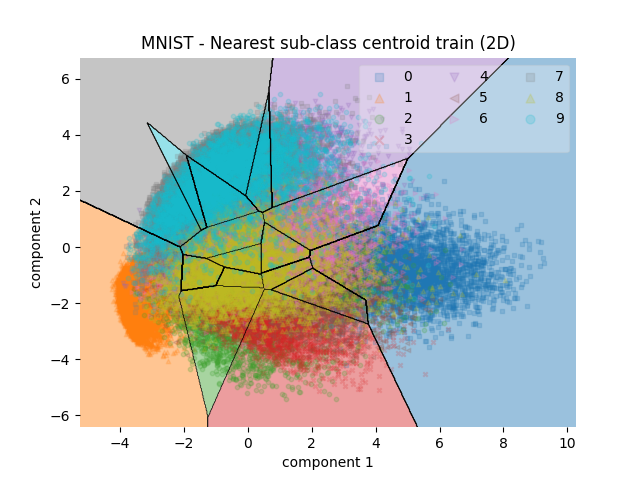 MNIST - Nearest sub-class centroid train (2D)
0 4 7
1 5 8
2 6 9
3
6
4
2
0
−2
−4
−6
component 2
−4 −2 0 2 4 6 8 10
component 1